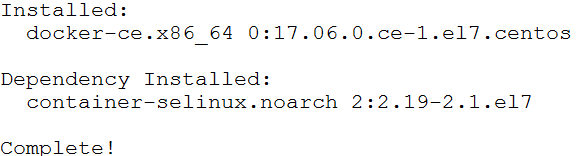 Installed:
docker-ce.x86_64 0:17.06.0.ce-1.el7.centos
Dependency Installed:
container-selinux.noarch 2:2.19-2.1.el7
Complete!